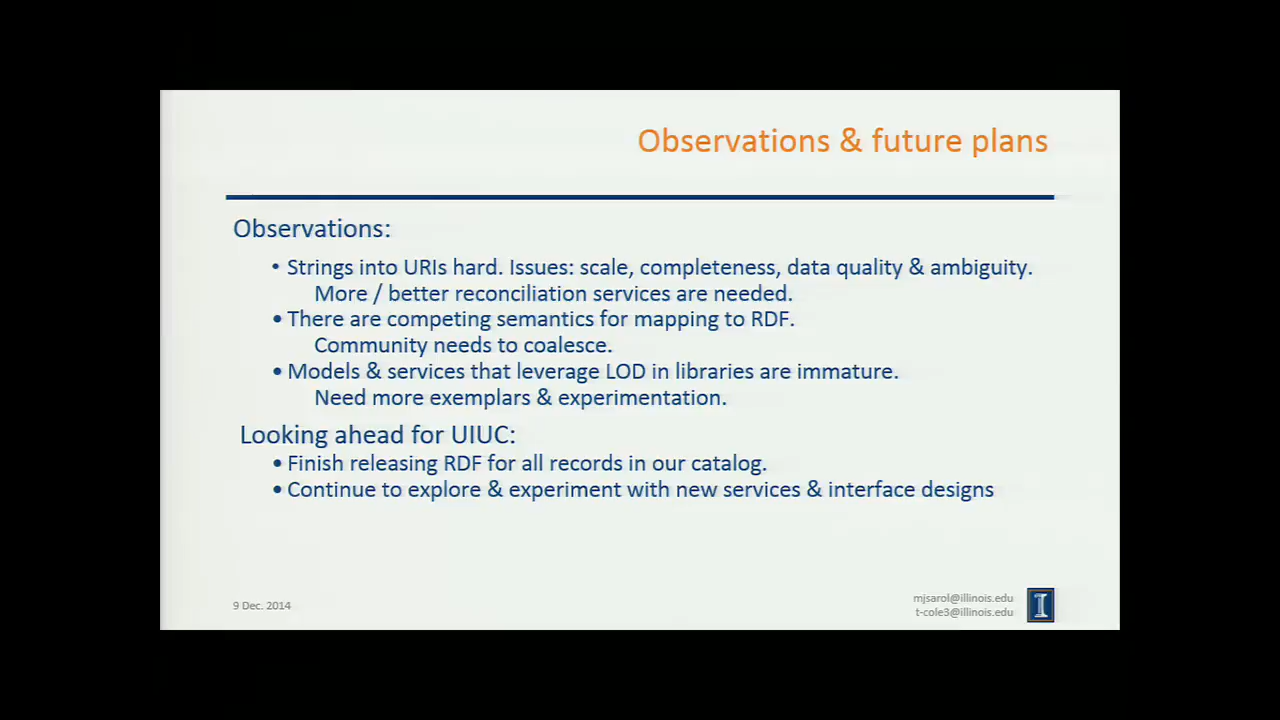 Observations & future plans
Observations:
• Strings into URIs hard. Issues: scale, completeness, data quality & ambiguity.
More / better reconciliation services are needed.
• There are competing semantics for mapping to RDF.
Community needs to coalesce.
• Models & services that leverage LOD in libraries are immature.
Need more exemplars & experimentation.
Looking ahead for UIUC:
• Finish releasing RDF for all records in our catalog.
• Continue to explore & experiment with new services & interface designs
9 Dec. 2014
mjsarol@illinois.edu
t-cole3@illinois.edu
I